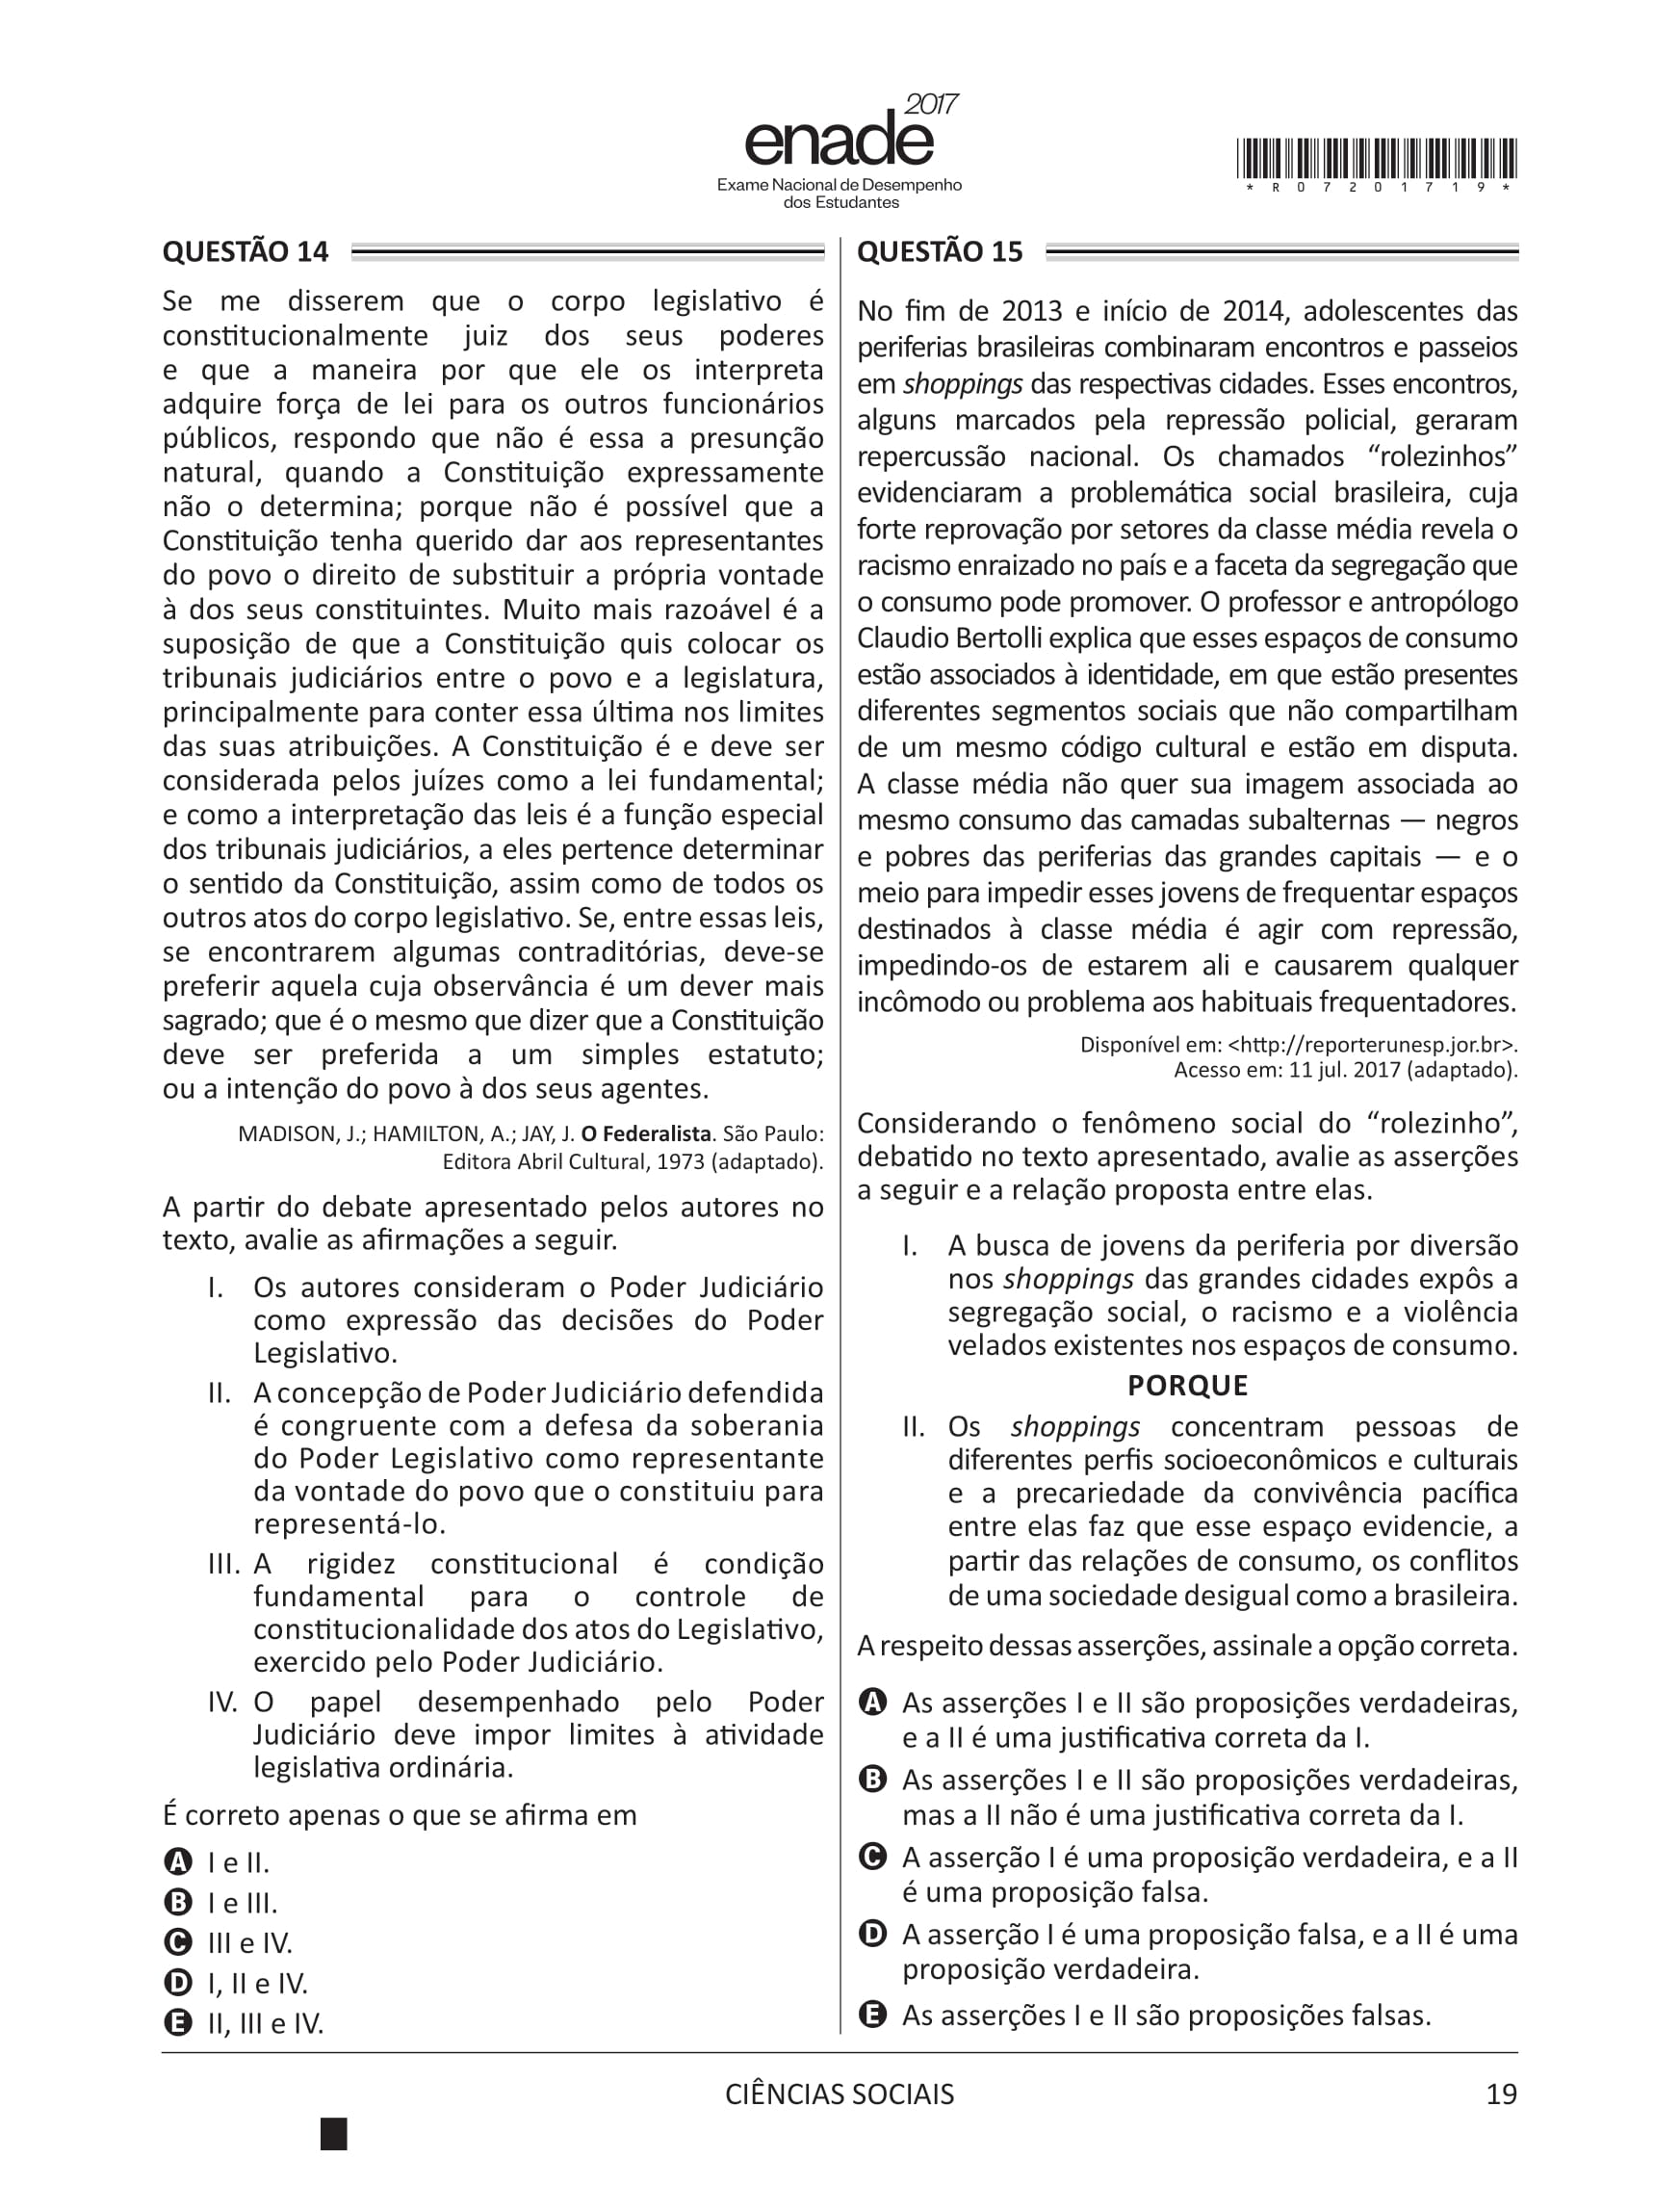 2017
enade
Exame Nacional de Desempenho
dos Estudantes
* R 0 7 2 0 1 7 1 9 *
QUESTÃO 14
Se me disserem que o corpo legislativo é
constitucionalmente juiz dos seus poderes
e que a maneira por que ele os interpreta
adquire força de lei para os outros funcionários
públicos, respondo que não é essa a presunção
natural, quando a Constituição expressamente
não o determina; porque não é possível que a
Constituição tenha querido dar aos representantes
do povo o direito de substituir a própria vontade
à dos seus constituintes. Muito mais razoável é a
suposição de que a Constituição quis colocar os
tribunais judiciários entre o povo e a legislatura,
principalmente para conter essa última nos limites
das suas atribuições. A Constituição é e deve ser
considerada pelos juízes como a lei fundamental;
e como a interpretação das leis é a função especial
dos tribunais judiciários, a eles pertence determinar
o sentido da Constituição, assim como de todos os
outros atos do corpo legislativo. Se, entre essas leis,
se encontrarem algumas contraditórias, deve-se
preferir aquela cuja observância é um dever mais
sagrado; que é o mesmo que dizer que a Constituição
deve ser preferida a um simples estatuto;
ou a intenção do povo à dos seus agentes.
MADISON, J.; HAMILTON, A.; JAY, J. O Federalista. São Paulo:
Editora Abril Cultural, 1973 (adaptado).
A partir do debate apresentado pelos autores no
texto, avalie as afirmações a seguir.
I. Os autores consideram o Poder Judiciário
como expressão das decisões do Poder
Legislativo.
II. A concepção de Poder Judiciário defendida
é congruente com a defesa da soberania
do Poder Legislativo como representante
da vontade do povo que o constituiu para
representá-lo.
III. A rigidez constitucional é condição
fundamental para o controle de
constitucionalidade dos atos do Legislativo,
exercido pelo Poder Judiciário.
IV. O papel desempenhado pelo Poder
Judiciário deve impor limites à atividade
legislativa ordinária.
É correto apenas o que se afirma em
A I e II.
B I e III.
C III e IV.
D I, II e IV.
E II, III e IV.
QUESTÃO 15
No fim de 2013 e início de 2014, adolescentes das
periferias brasileiras combinaram encontros e passeios
em shoppings das respectivas cidades. Esses encontros,
alguns marcados pela repressão policial, geraram
repercussão nacional. Os chamados “rolezinhos”
evidenciaram a problemática social brasileira, cuja
forte reprovação por setores da classe média revela o
racismo enraizado no país e a faceta da segregação que
o consumo pode promover. O professor e antropólogo
Claudio Bertolli explica que esses espaços de consumo
estão associados à identidade, em que estão presentes
diferentes segmentos sociais que não compartilham
de um mesmo código cultural e estão em disputa.
A classe média não quer sua imagem associada ao
mesmo consumo das camadas subalternas — negros
e pobres das periferias das grandes capitais — e o
meio para impedir esses jovens de frequentar espaços
destinados à classe média é agir com repressão,
impedindo-os de estarem ali e causarem qualquer
incômodo ou problema aos habituais frequentadores.
Disponível em: <http://reporterunesp.jor.br>.
Acesso em: 11 jul. 2017 (adaptado).
Considerando o fenômeno social do “rolezinho”,
debatido no texto apresentado, avalie as asserções
a seguir e a relação proposta entre elas.
I. A busca de jovens da periferia por diversão
nos shoppings das grandes cidades expôs a
segregação social, o racismo e a violência
velados existentes nos espaços de consumo.
PORQUE
II. Os shoppings concentram pessoas de
diferentes perfis socioeconômicos e culturais
e a precariedade da convivência pacífica
entre elas faz que esse espaço evidencie, a
partir das relações de consumo, os conflitos
de uma sociedade desigual como a brasileira.
A respeito dessas asserções, assinale a opção correta.
A As asserções I e II são proposições verdadeiras,
e a II é uma justificativa correta da I.
B As asserções I e II são proposições verdadeiras,
mas a II não é uma justificativa correta da I.
C A asserção I é uma proposição verdadeira, e a II
é uma proposição falsa.
D A asserção I é uma proposição falsa, e a II é uma
proposição verdadeira.
E As asserções I e II são proposições falsas.
CIÊNCIAS SOCIAIS
19